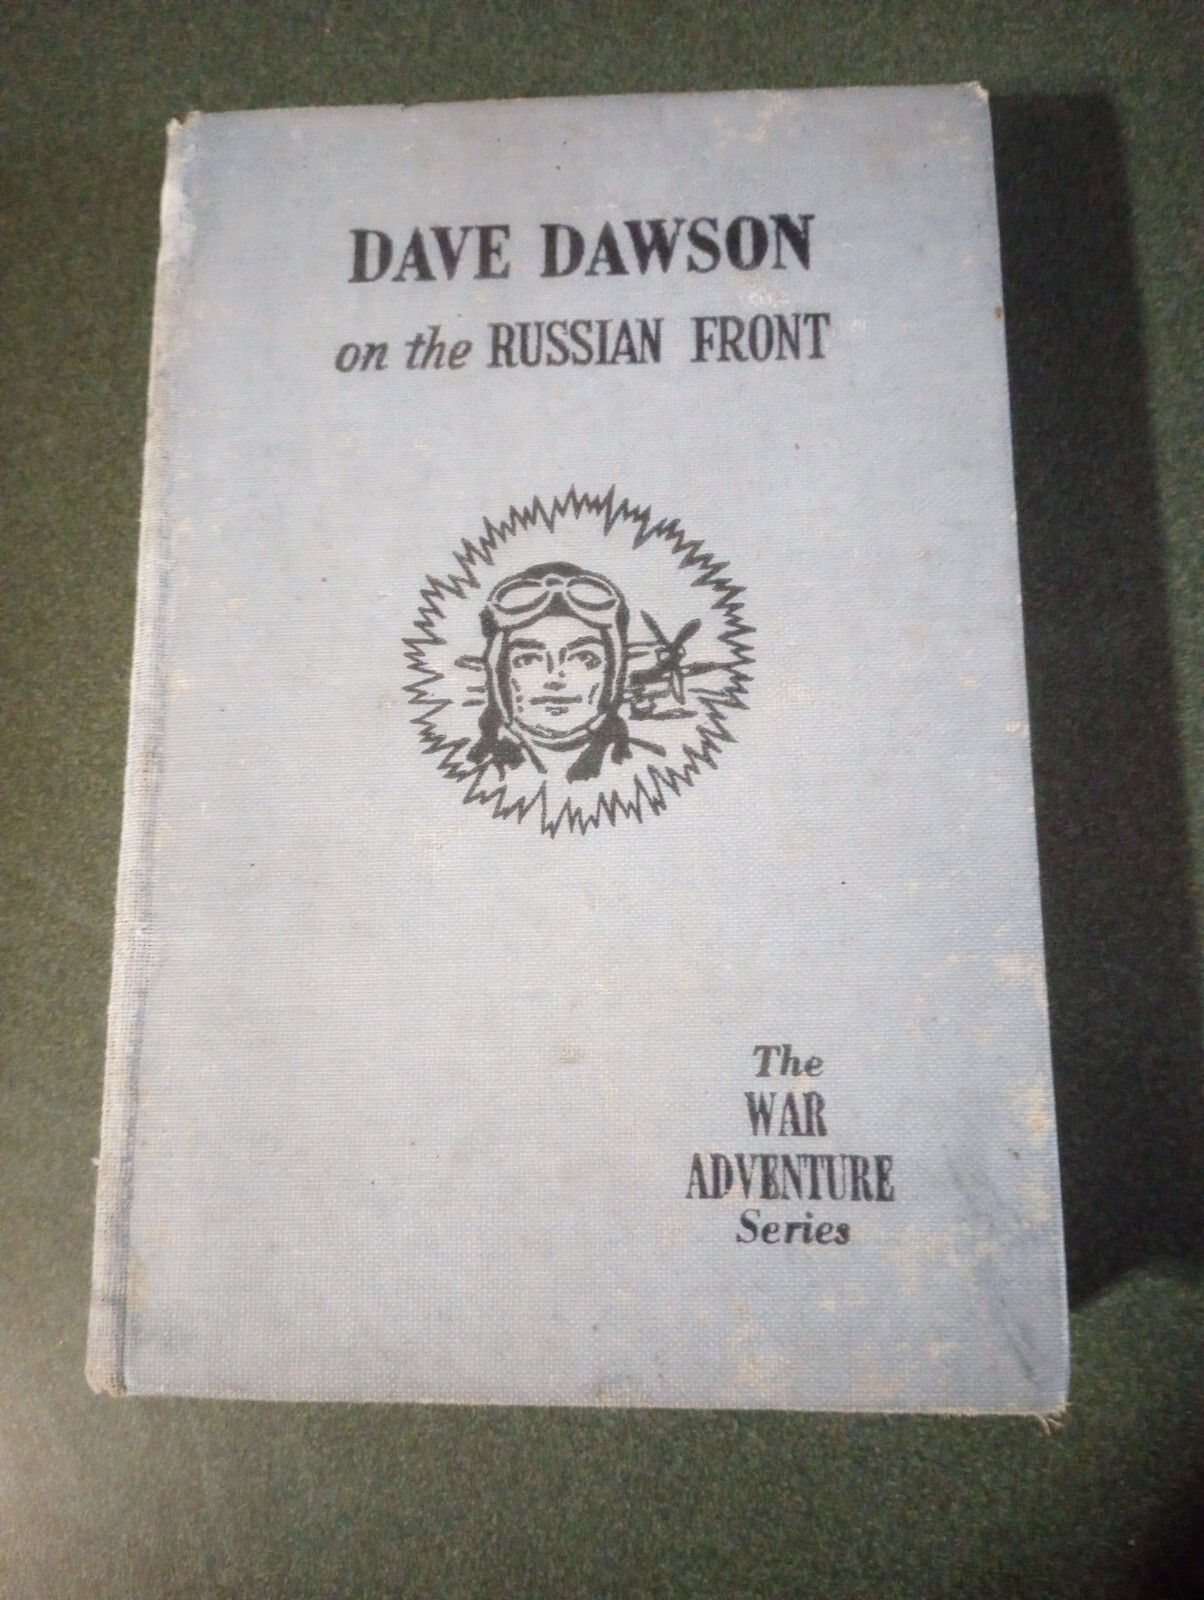 DAVE DAWSON
on the RUSSIAN FRONT
The
WAR
ADVENTURE
Series